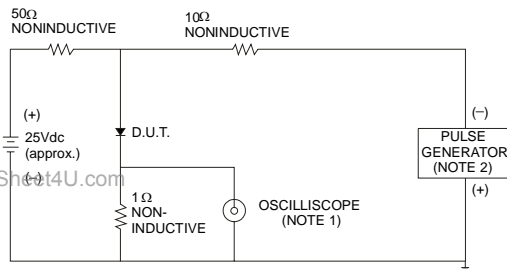 50Ω
NONINDUCTIVE
10Ω
NONINDUCTIVE
(+)
25Vdc
(approx.)
(–)
Sheet4U.com
D.U.T.
1Ω
NON-
INDUCTIVE
OSCILLISCOPE
(NOTE 1)
(–)
PULSE
GENERATOR
(NOTE 2)
(+)